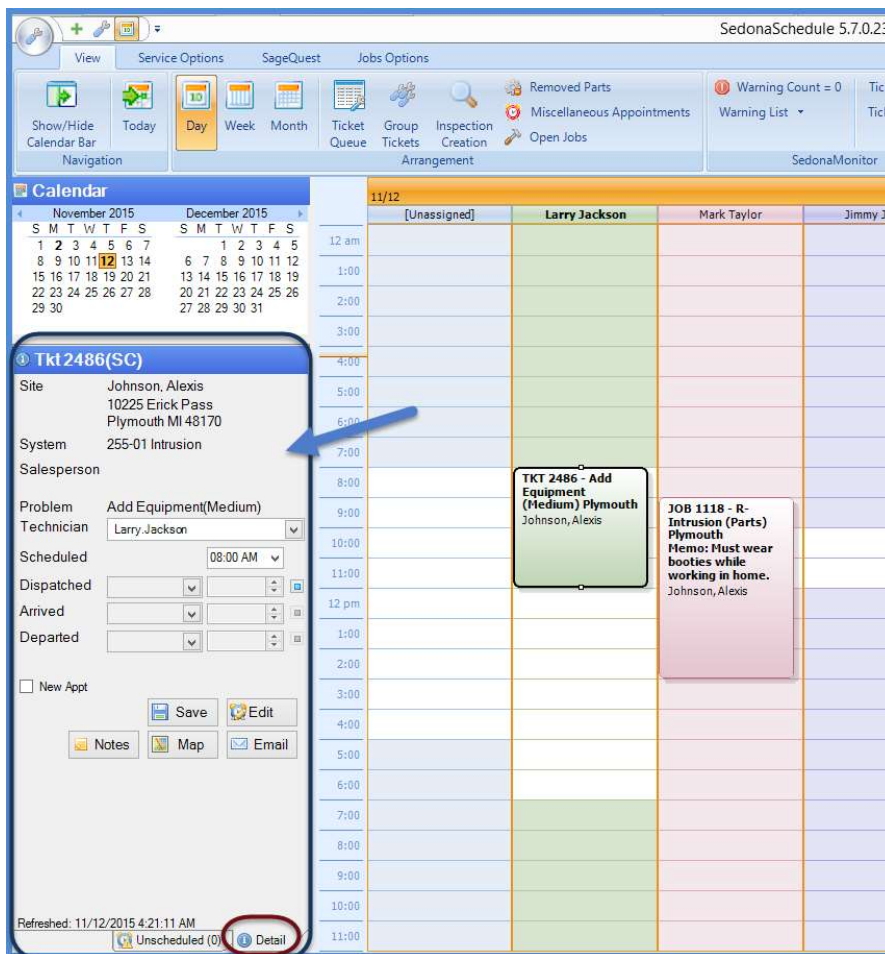 SedonaSchedule 5.7.0.23
View Service Options SageQuest Jobs Options
Show/Hide
Calendar Bar
Today
Navigation
10
Day
Week
Month
Ticket
Queue
Group
Tickets
Inspection
Creation
Removed Parts
Miscellaneous Appointments
Open Jobs
Arrangement
Warning Count = 0
Warning List
SedonaMonitor
Calendar
November 2015
S M T W T F S
1 2 3 4 5 6 7
8 9 10 11 12 13 14
15 16 17 18 19 20 21
22 23 24 25 26 27 28
29 30
December 2015
S M T W T F S
1 2 3 4 5
6 7 8 9 10 11 12
13 14 15 16 17 18 19
20 21 22 23 24 25 26
27 28 29 30 31
Tkt 2486(SC)
Site Johnson, Alexis
10225 Erick Pass
Plymouth MI 48170
System 255-01 Intrusion
Salesperson
Problem Add Equipment(Medium)
Technician Larry.Jackson
Scheduled 08:00 AM
Dispatched
Arrived
Departed
New Appt
Save Edit
Notes Map Email
Refreshed: 11/12/2015 4:21:11 AM
Unscheduled (0) Detail
11/12
[Unassigned] Larry Jackson Mark Taylor Jimmy J
12 am
1:00
2:00
3:00
4:00
5:00
6:00
7:00
8:00
9:00
10:00
11:00
12 pm
1:00
2:00
3:00
4:00
5:00
6:00
7:00
8:00
9:00
10:00
11:00
TKT 2486 - Add
Equipment
(Medium) Plymouth
Johnson, Alexis
JOB 1118 - R-
Intrusion (Parts)
Plymouth
Memo: Must wear
booties while
working in home.
Johnson, Alexis